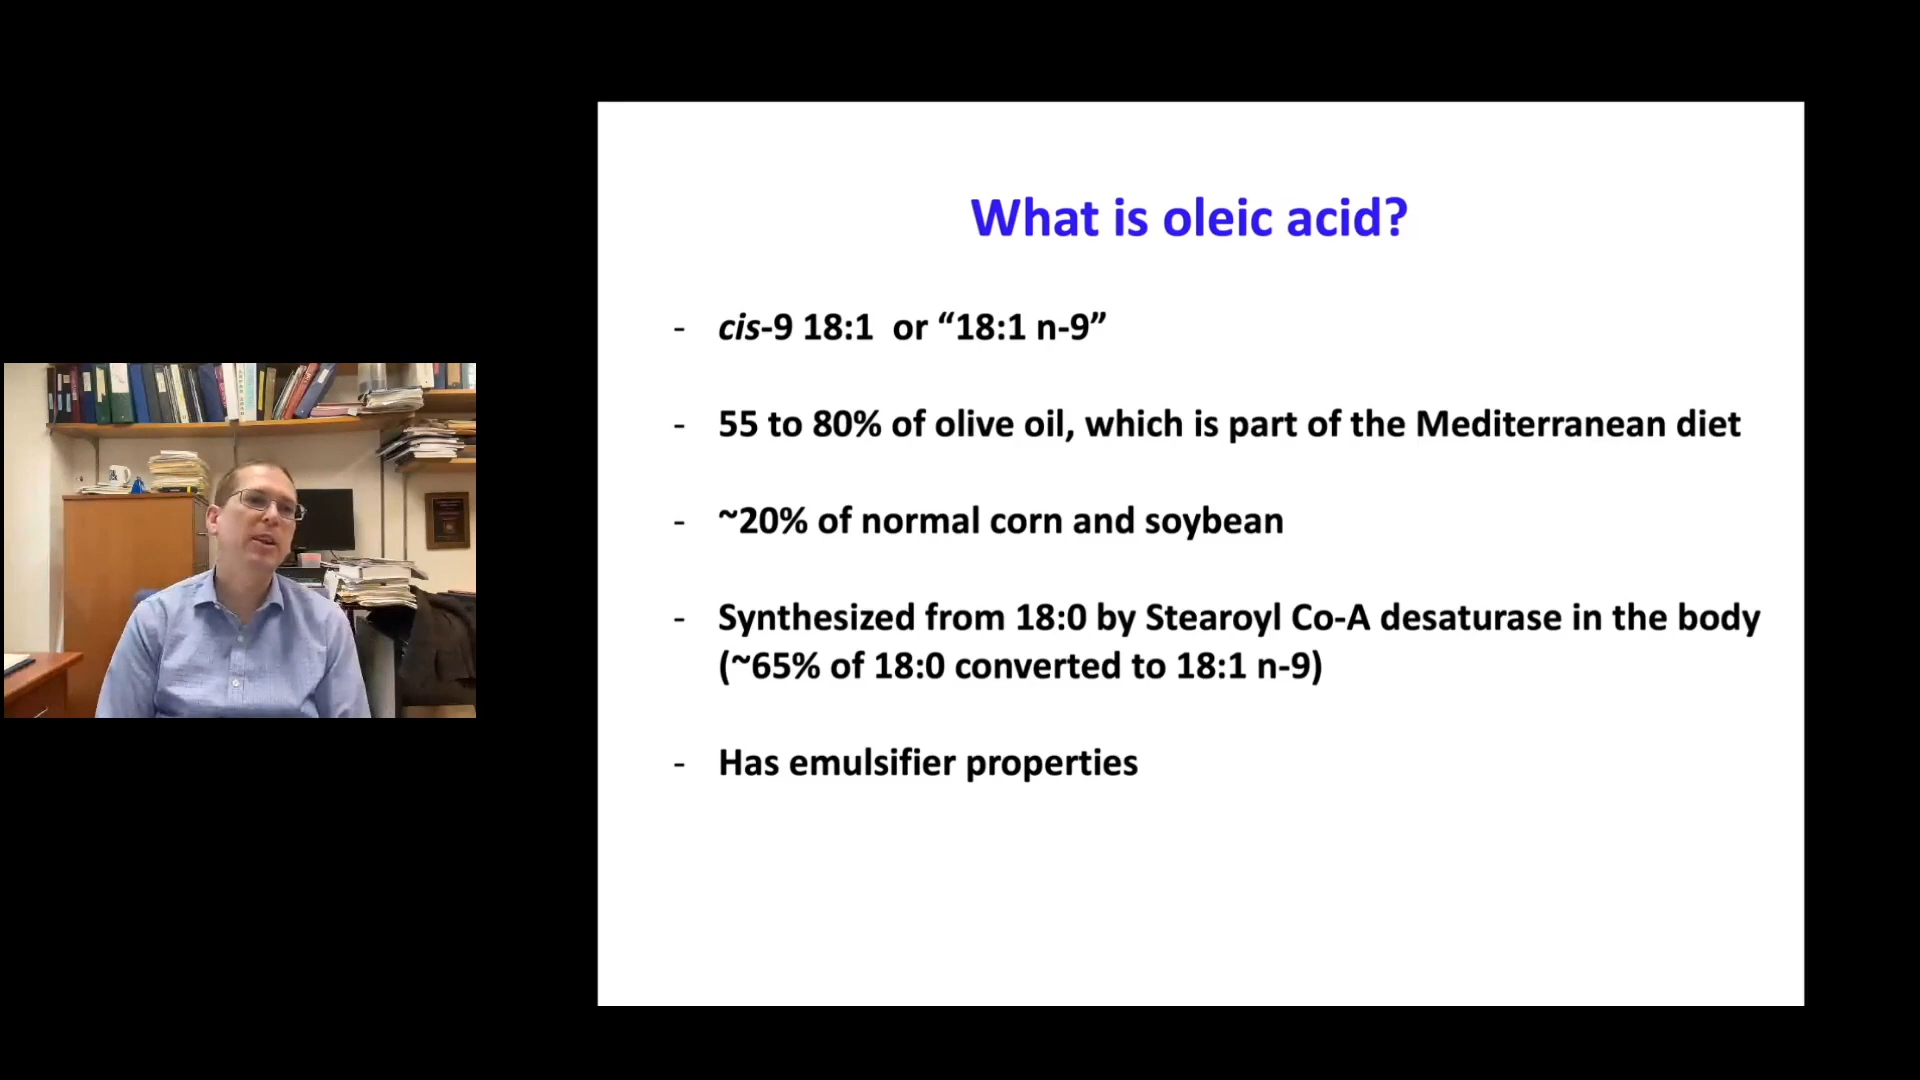 What is oleic acid?
- cis-9 18:1 or “18:1 n-9”
- 55 to 80% of olive oil, which is part of the Mediterranean diet
- ~20% of normal corn and soybean
- Synthesized from 18:0 by Stearoyl Co-A desaturase in the body
(~65% of 18:0 converted to 18:1 n-9)
- Has emulsifier properties